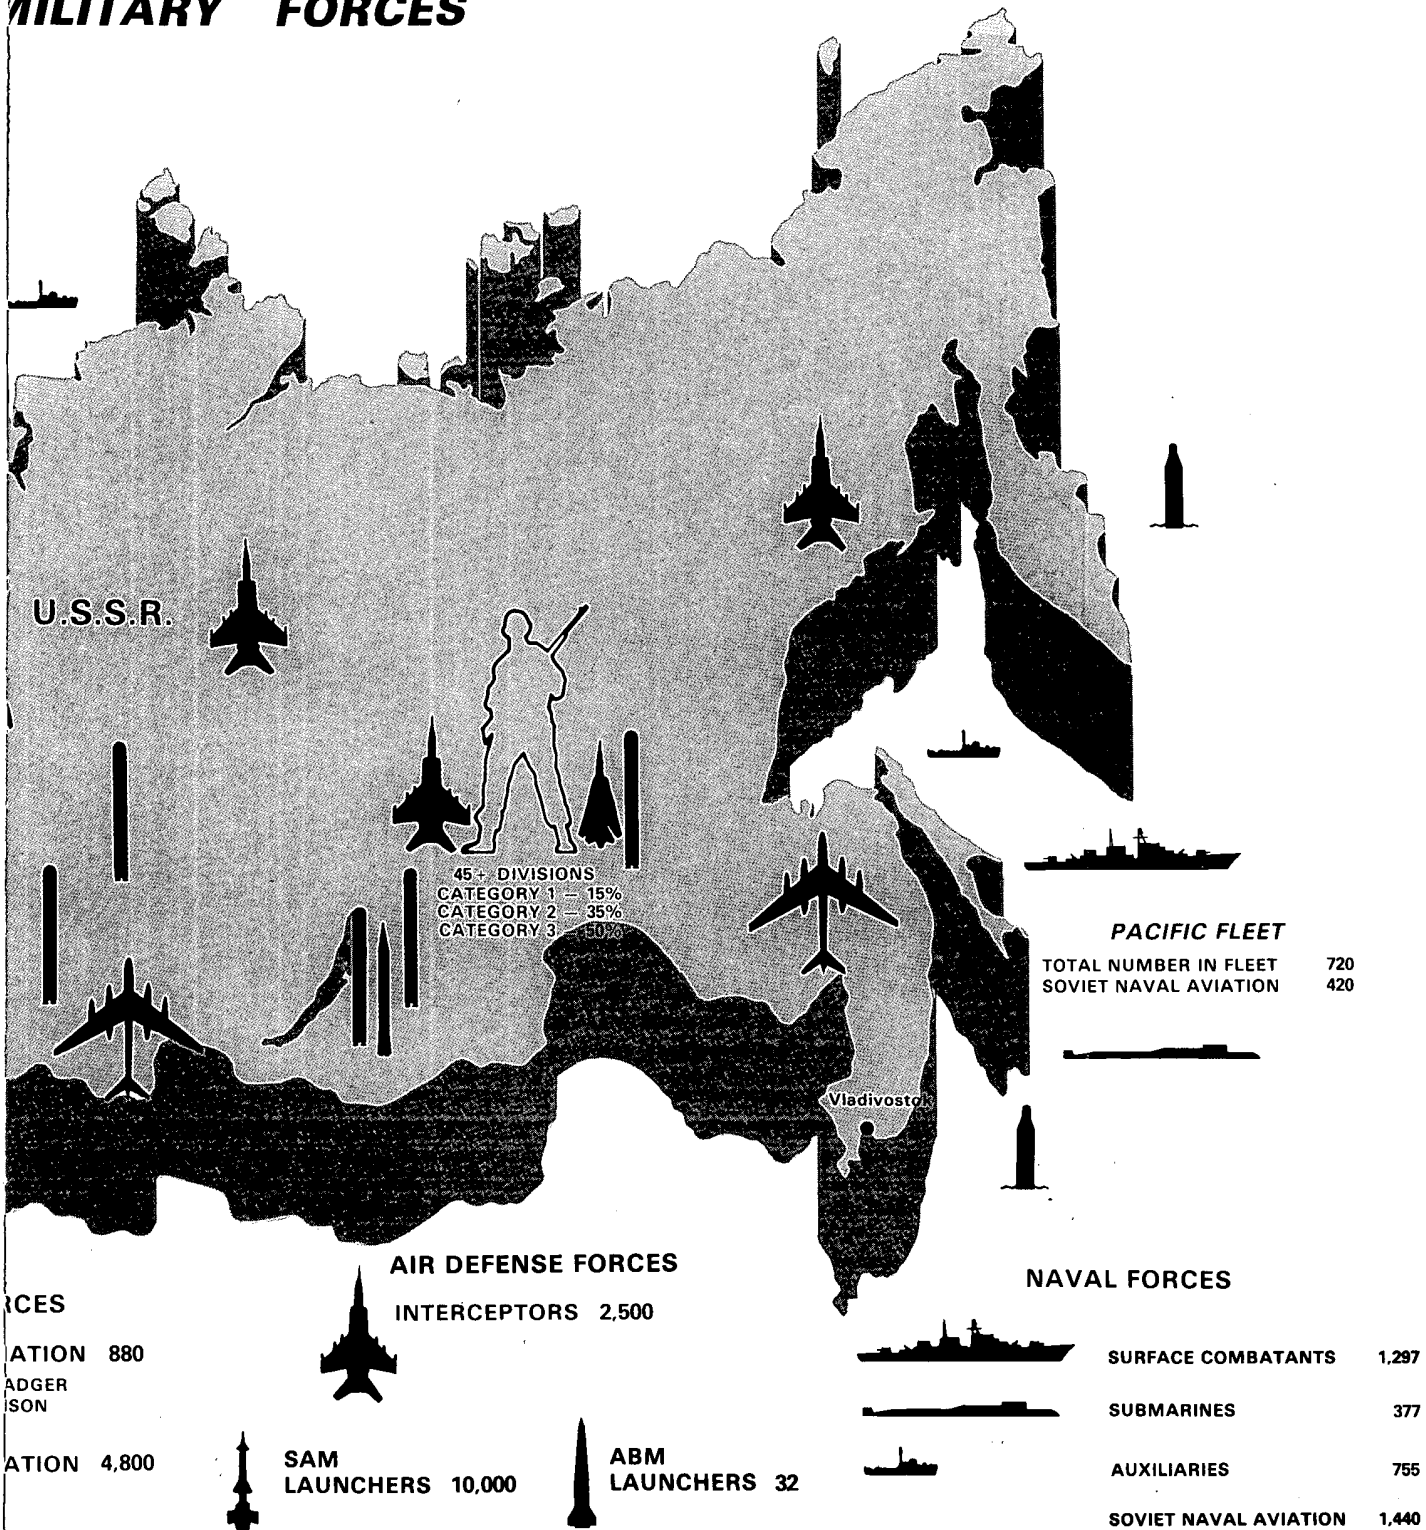 MILITARY FORCES
U.S.S.R.
45+ DIVISIONS
CATEGORY 1 – 15%
CATEGORY 2 – 35%
CATEGORY 3 – 50%
PACIFIC FLEET
TOTAL NUMBER IN FLEET 720
SOVIET NAVAL AVIATION 420
Vladivostok
RCES
ATION 880
ADGER
ISON
ATION 4,800
AIR DEFENSE FORCES
INTERCEPTORS 2,500
SAM
LAUNCHERS 10,000
ABM
LAUNCHERS 32
NAVAL FORCES
SURFACE COMBATANTS 1,297
SUBMARINES 377
AUXILIARIES 755
SOVIET NAVAL AVIATION 1,440